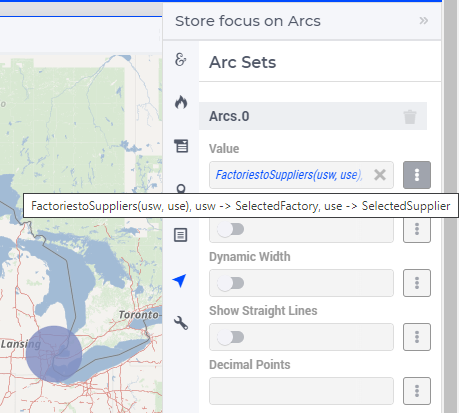 Store focus on Arcs »
Arc Sets
Arcs.0
Value
FactoriestoSuppliers(usw, use),
FactoriestoSuppliers(usw, use), usw -> SelectedFactory, use -> SelectedSupplier
Dynamic Width
Show Straight Lines
Decimal Points
Toronto
Lansing